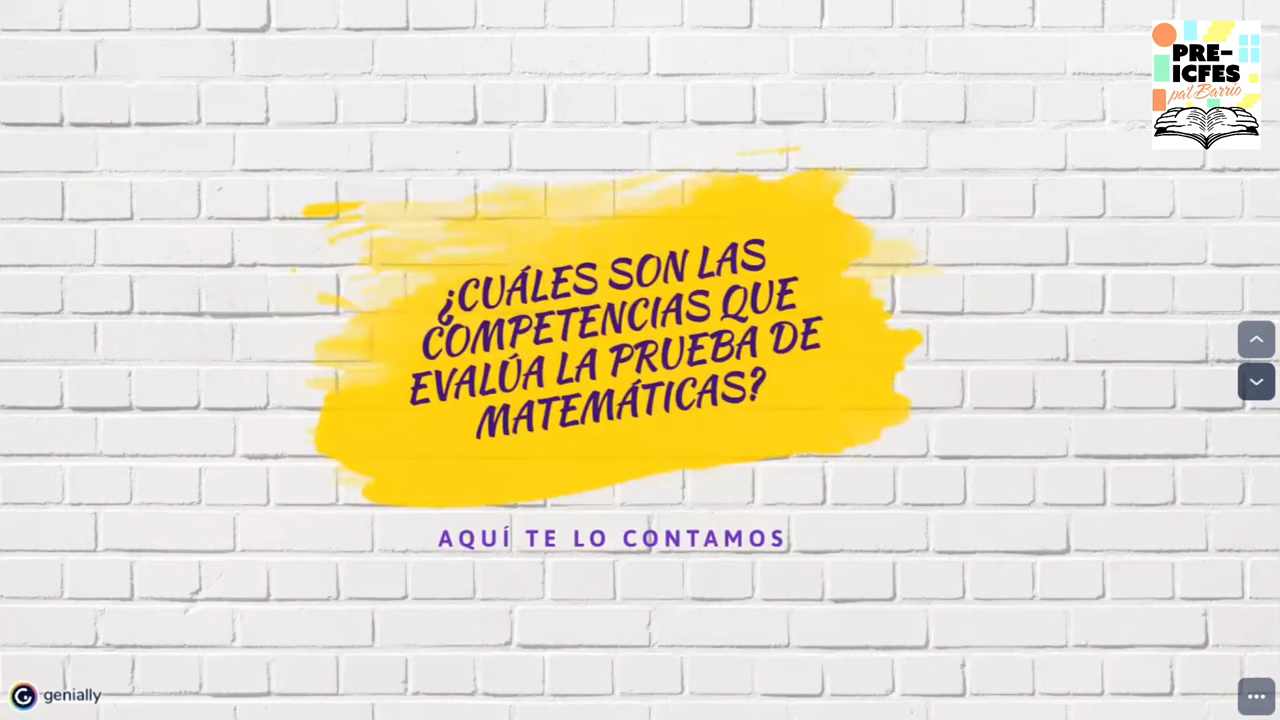 PRE-
ICFES
pa'l Barrio
¿CUÁLES SON LAS
COMPETENCIAS QUE
EVALÚA LA PRUEBA DE
MATEMÁTICAS?
AQUÍ TE LO CONTAMOS
genially